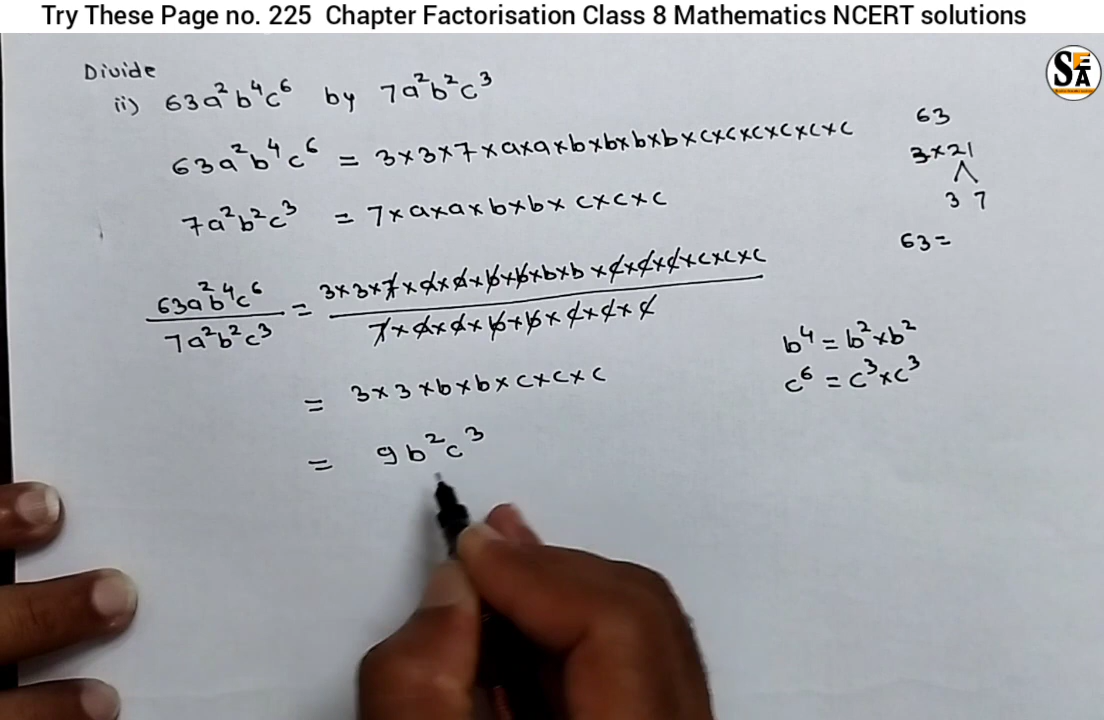 Try These Page no. 225 Chapter Factorisation Class 8 Mathematics NCERT solutions
SFA
Divide
ii) 63a²b⁴c⁶ by 7a²b²c³
63a²b⁴c⁶ = 3×3×7×a×a×b×b×b×b×c×c×c×c×c×c
7a²b²c³ = 7×a×a×b×b×c×c×c
63
3×21
3 7
63=
63a²b⁴c⁶ / 7a²b²c³ = 3×3×7×a×a×b×b×b×b×c×c×c×c×c×c / 7×a×a×b×b×c×c×c
b⁴ = b²×b²
c⁶ = c³×c³
= 3×3×b×b×c×c×c
= 9b²c³